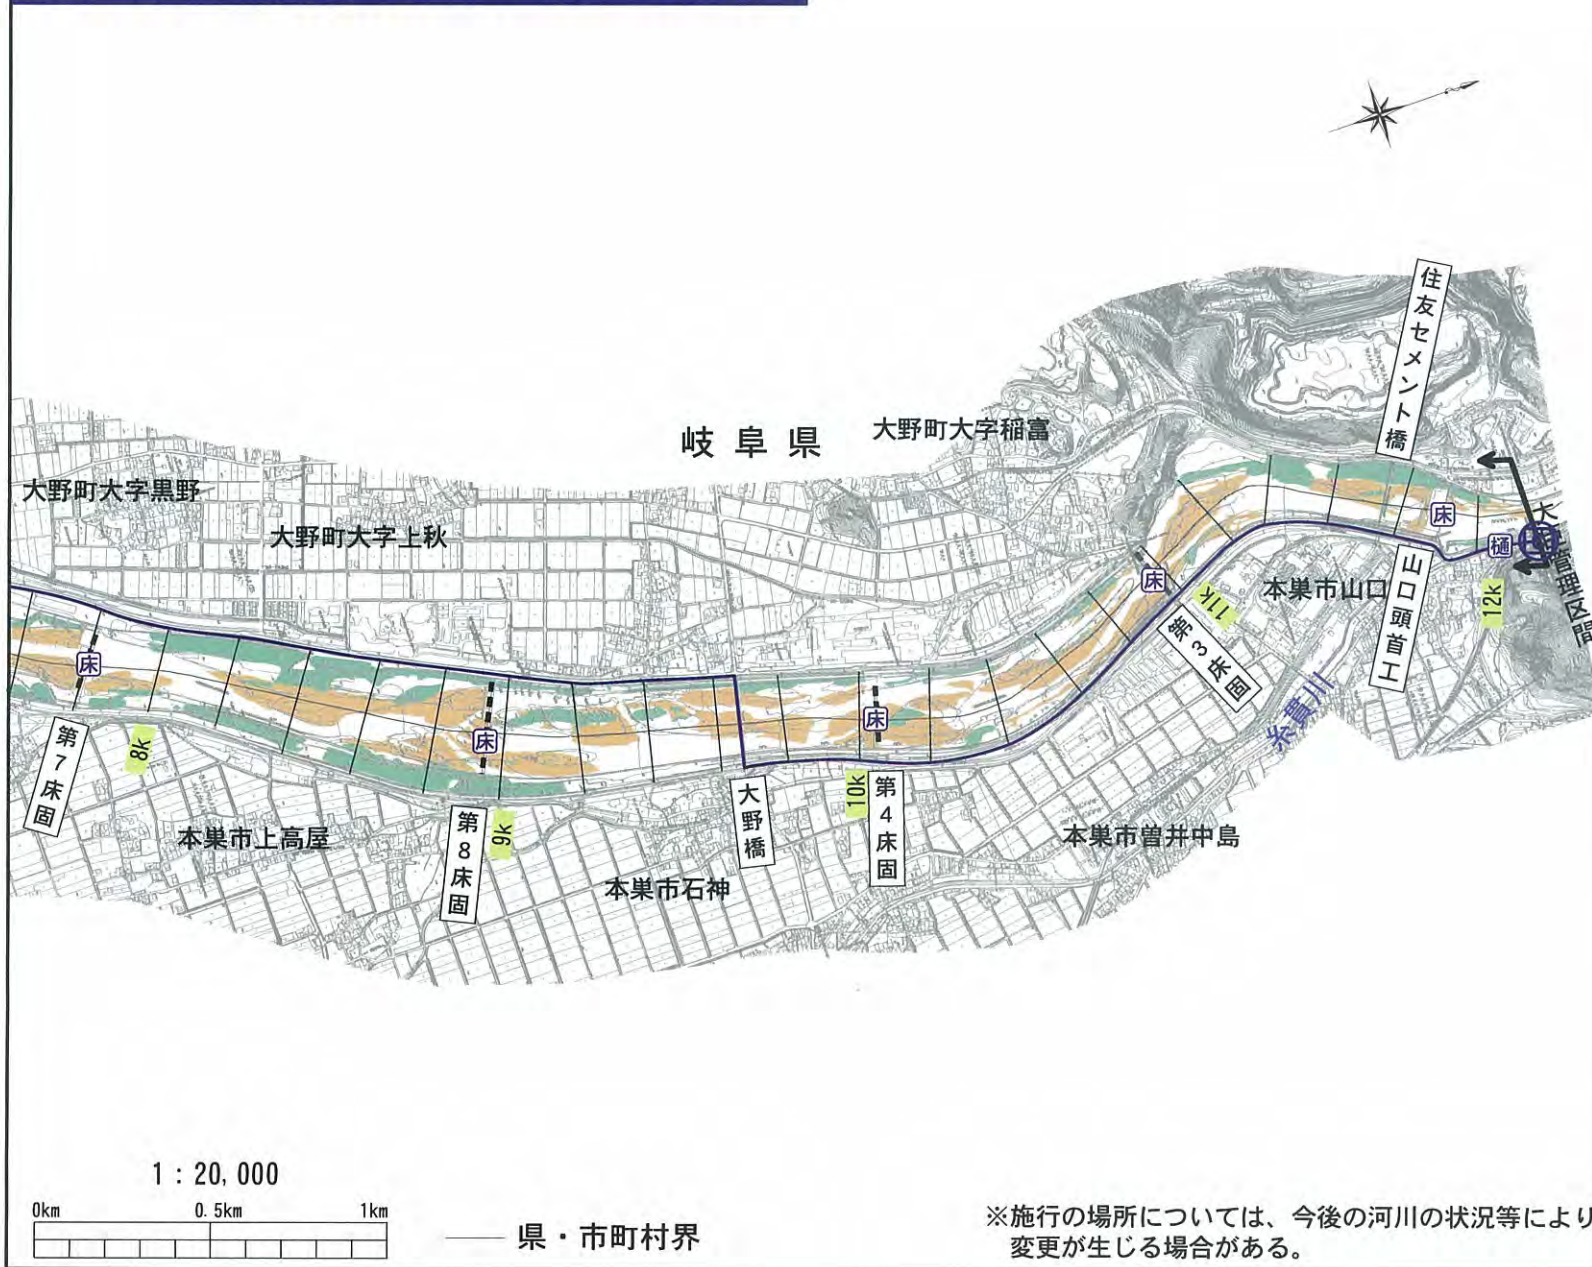 岐阜県
大野町大字稲富
大野町大字黒野
大野町大字上秋
住友セメント橋
床
樋
大臣管理区間
山口頭首工
12k
本巣市山口
11k
床
第3床固
糸貫川
床
第7床固
8k
本巣市上高屋
床
第8床固
9k
本巣市石神
大野橋
床
10k
第4床固
本巣市曽井中島
1:20,000
0km 0.5km 1km
県・市町村界
※施行の場所については、今後の河川の状況等により
変更が生じる場合がある。